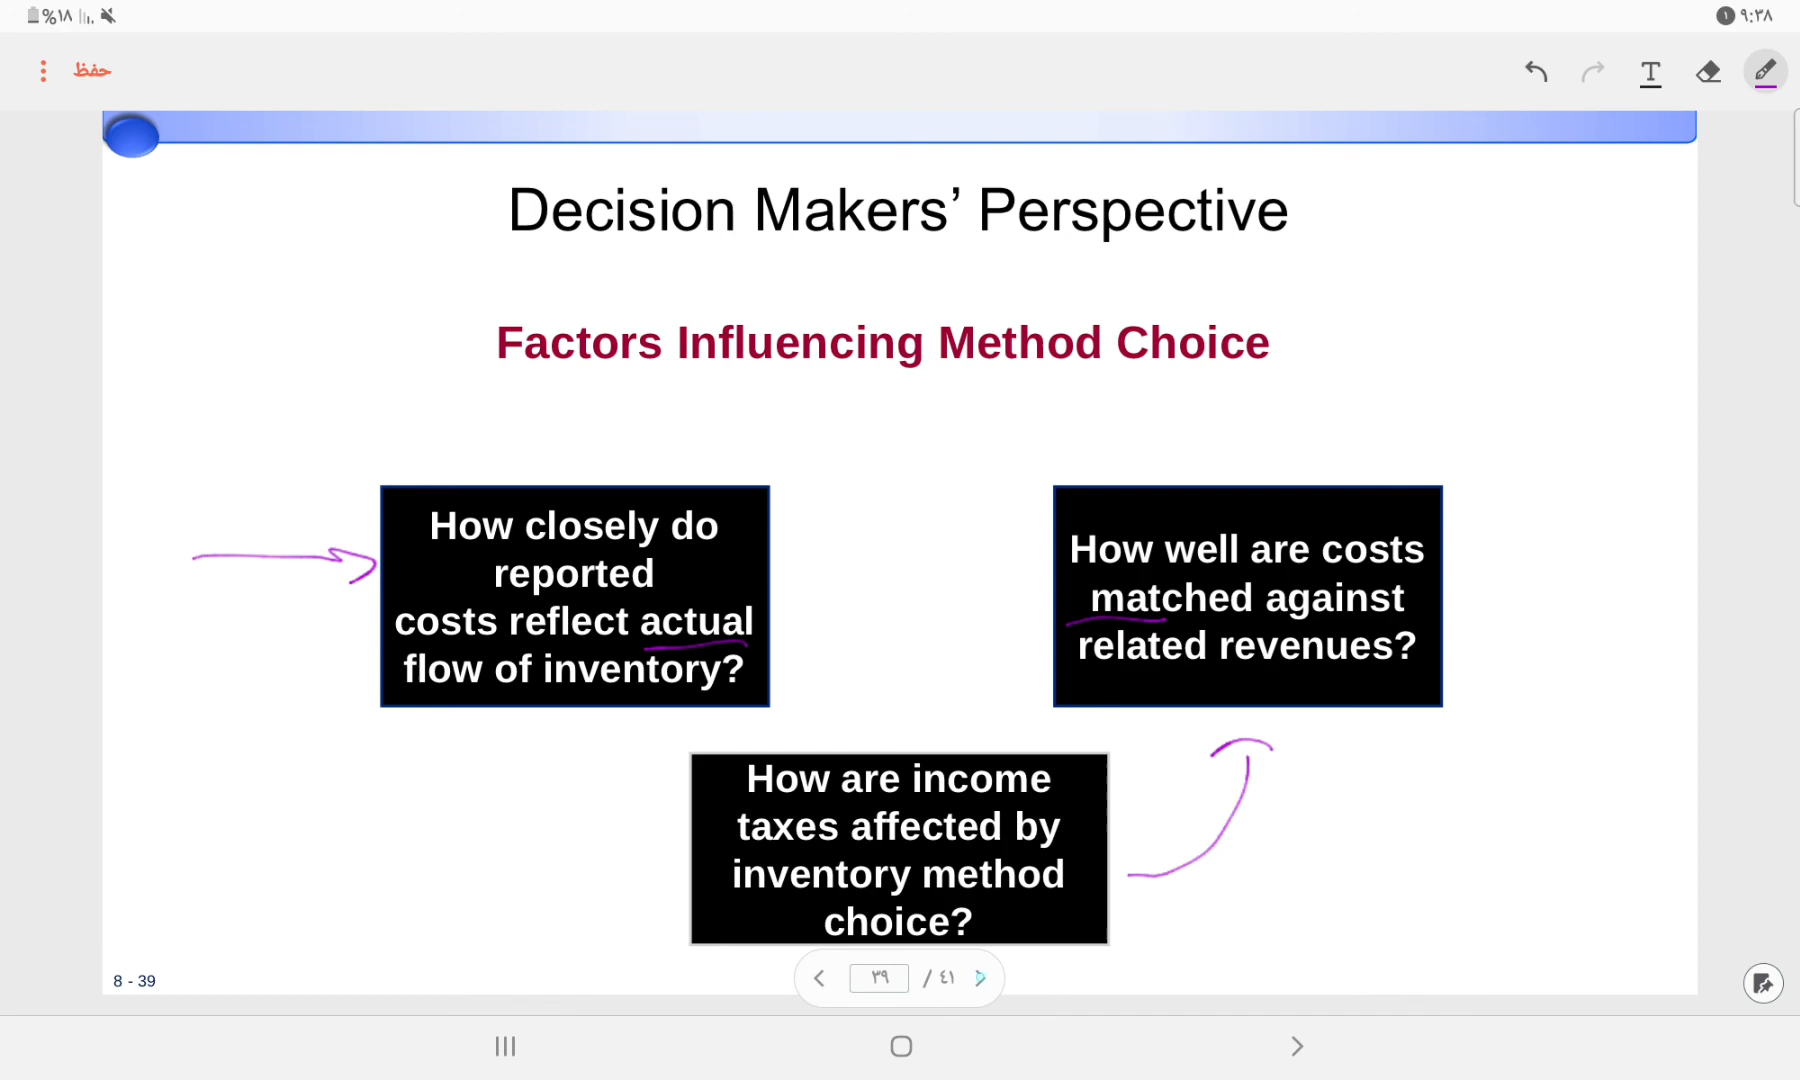 %١٨
١ ٩:٣٨
حفظ
T
Decision Makers’ Perspective
Factors Influencing Method Choice
How closely do
reported
costs reflect actual
flow of inventory?
How well are costs
matched against
related revenues?
How are income
taxes affected by
inventory method
choice?
8 - 39
٣٩ / ٤١